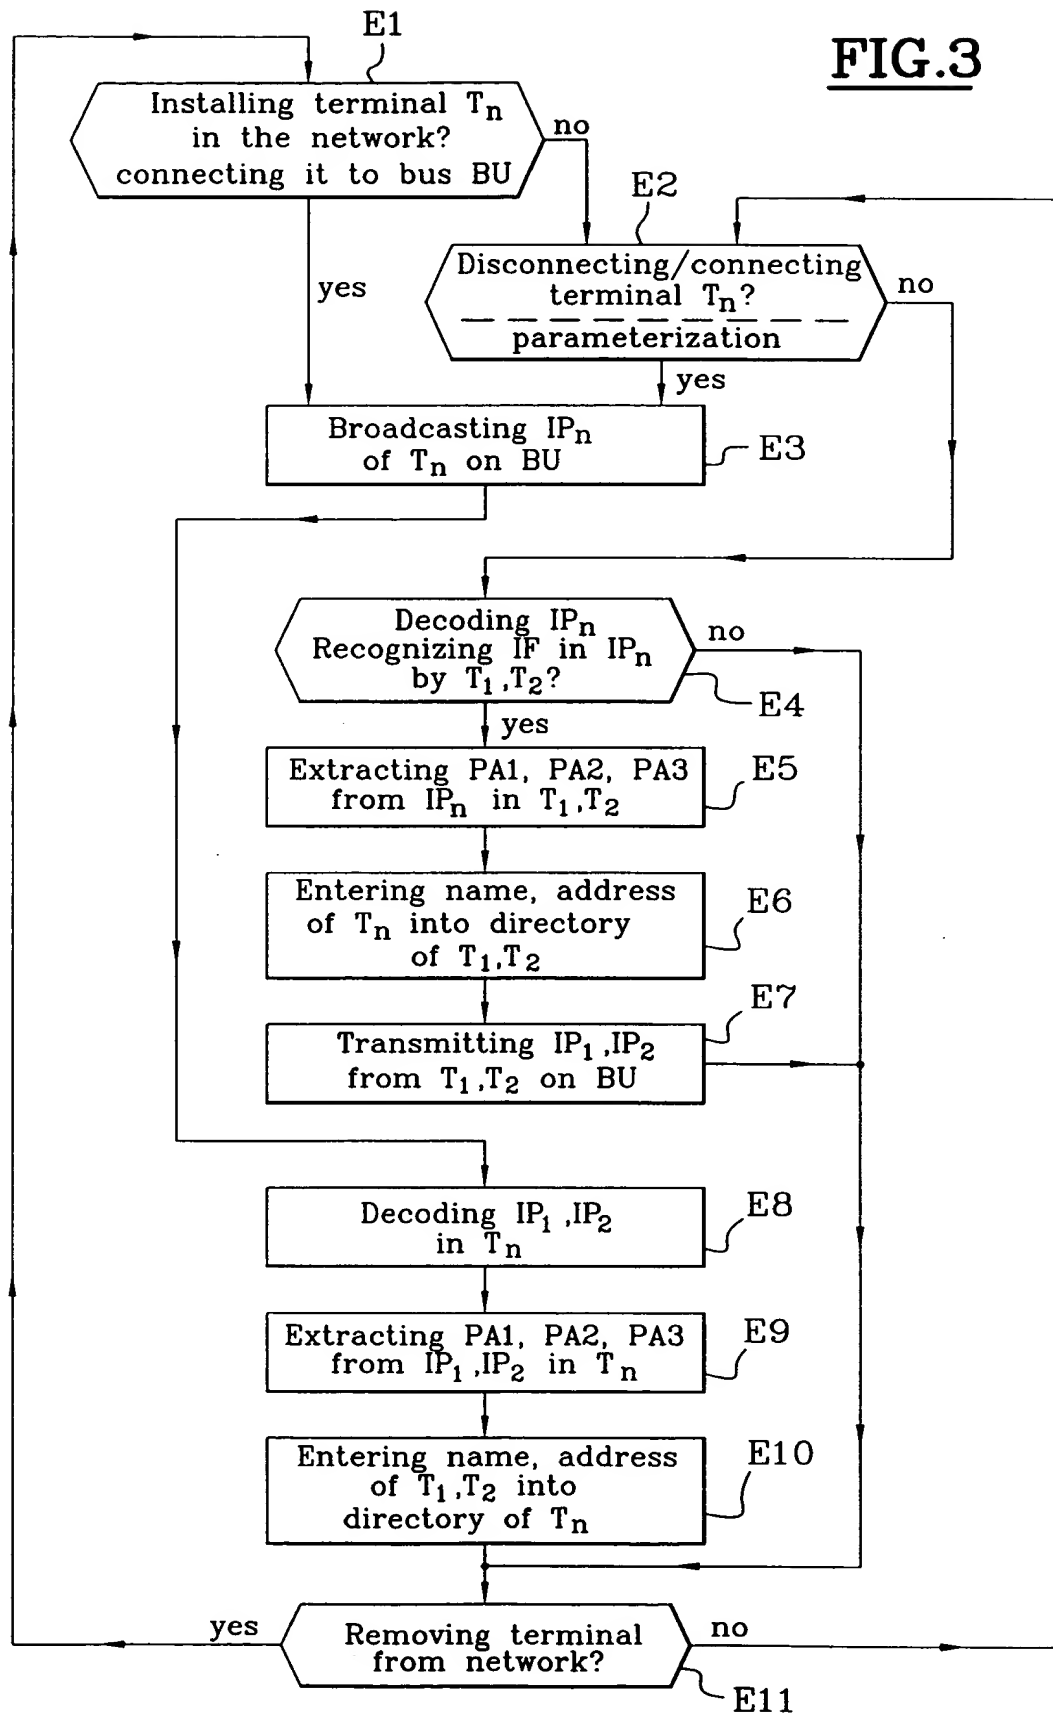 FIG.3
E1
Installing terminal Tn
in the network?
connecting it to bus BU
no
yes
E2
Disconnecting/connecting
terminal Tn?
parameterization
no
yes
Broadcasting IPn
of Tn on BU
E3
Decoding IPn
Recognizing IF in IPn
by T1,T2?
no
E4
yes
Extracting PA1, PA2, PA3
from IPn in T1,T2
E5
Entering name, address
of Tn into directory
of T1,T2
E6
Transmitting IP1,IP2
from T1,T2 on BU
E7
Decoding IP1,IP2
in Tn
E8
Extracting PA1, PA2, PA3
from IP1,IP2 in Tn
E9
Entering name, address
of T1,T2 into
directory of Tn
E10
yes
Removing terminal
from network?
no
E11